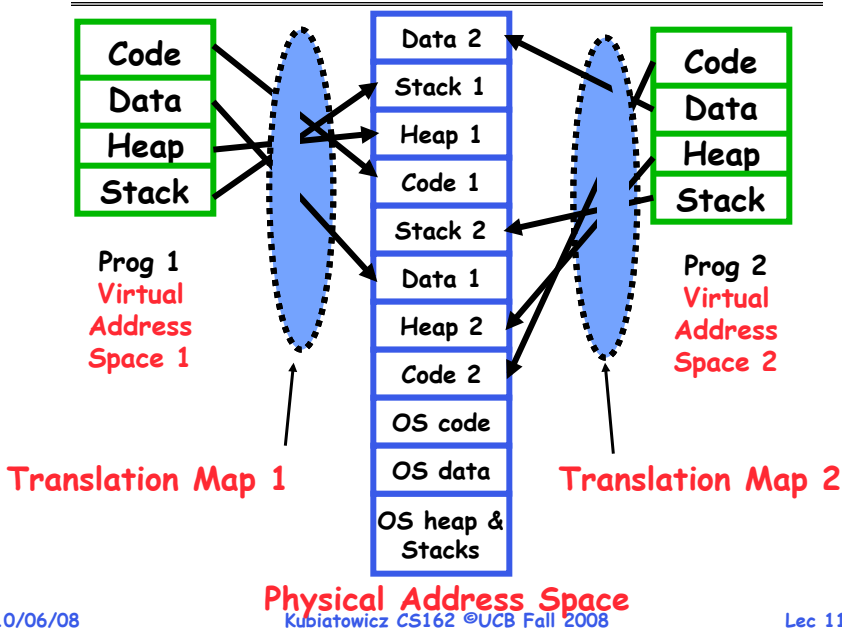 Code
Data
Heap
Stack
Prog 1
Virtual
Address
Space 1
Translation Map 1
Data 2
Stack 1
Heap 1
Code 1
Stack 2
Data 1
Heap 2
Code 2
OS code
OS data
OS heap &
Stacks
Code
Data
Heap
Stack
Prog 2
Virtual
Address
Space 2
Translation Map 2
Physical Address Space
0/06/08
Kubiatowicz CS162 ©UCB Fall 2008
Lec 11